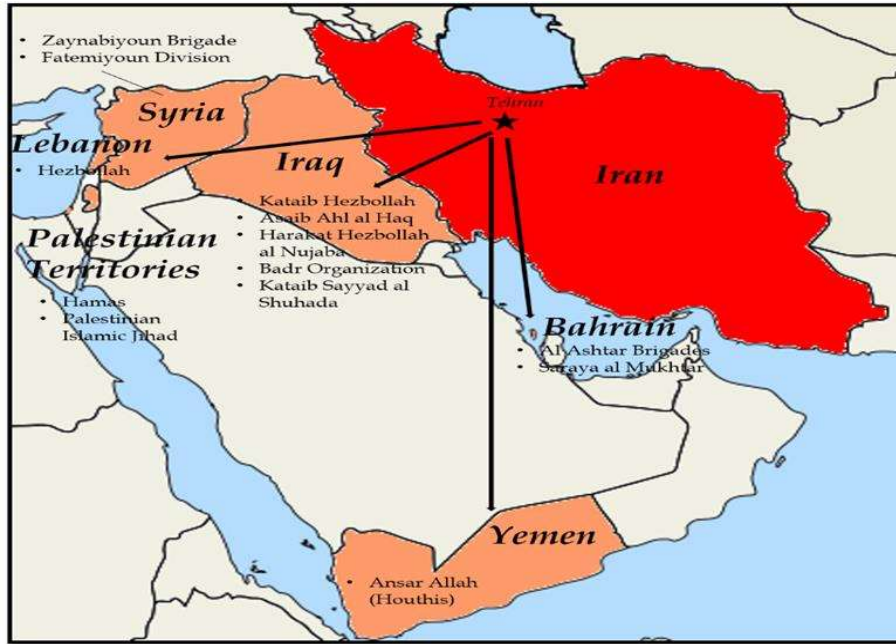 • Zaynabiyoun Brigade
• Fatemiyoun Division
Syria
Tehran
Lebanon
• Hezbollah
Iraq
Iran
• Kataib Hezbollah
• Asaib Ahl al Haq
• Harakat Hezbollah
al Nujaba
• Badr Organization
• Kataib Sayyad al
Shuhada
Palestinian
Territories
• Hamas
• Palestinian
Islamic Jihad
Bahrain
• Al Ashtar Brigades
• Saraya al Mukhtar
Yemen
• Ansar Allah
(Houthis)